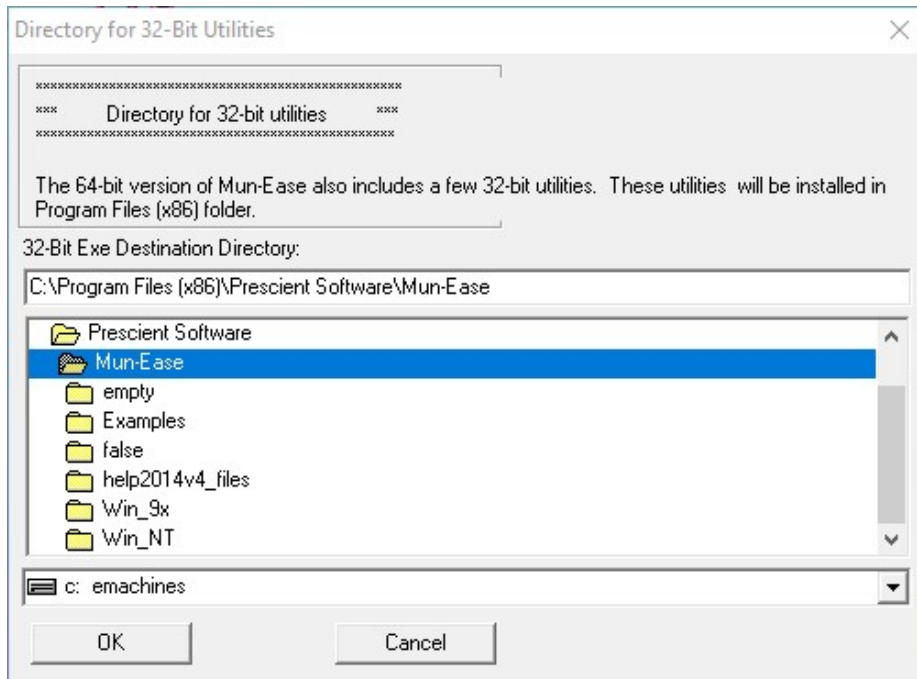 Directory for 32-Bit Utilities
**************************************************
*** Directory for 32-bit utilities ***
*************************************************
The 64-bit version of Mun-Ease also includes a few 32-bit utilities. These utilities will be installed in
Program Files (x86) folder.
32-Bit Exe Destination Directory:
C:\Program Files (x86)\Prescient Software\Mun-Ease
Prescient Software
Mun-Ease
empty
Examples
false
help2014v4_files
Win_9x
Win_NT
c: emachines
OK Cancel